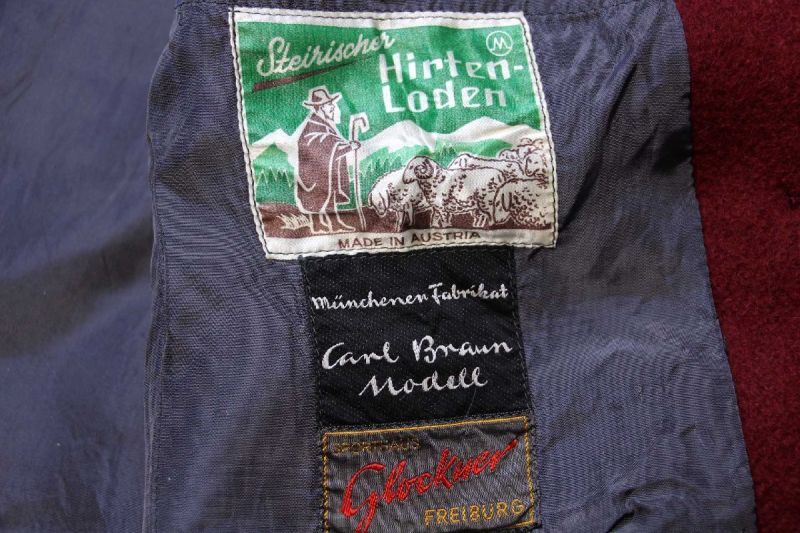 Steirischer
M
Hirten-
Loden
MADE IN AUSTRIA
Münchener Fabrikat
Carl Braun
Modell
SPORTHAUS
Glockner
FREIBURG